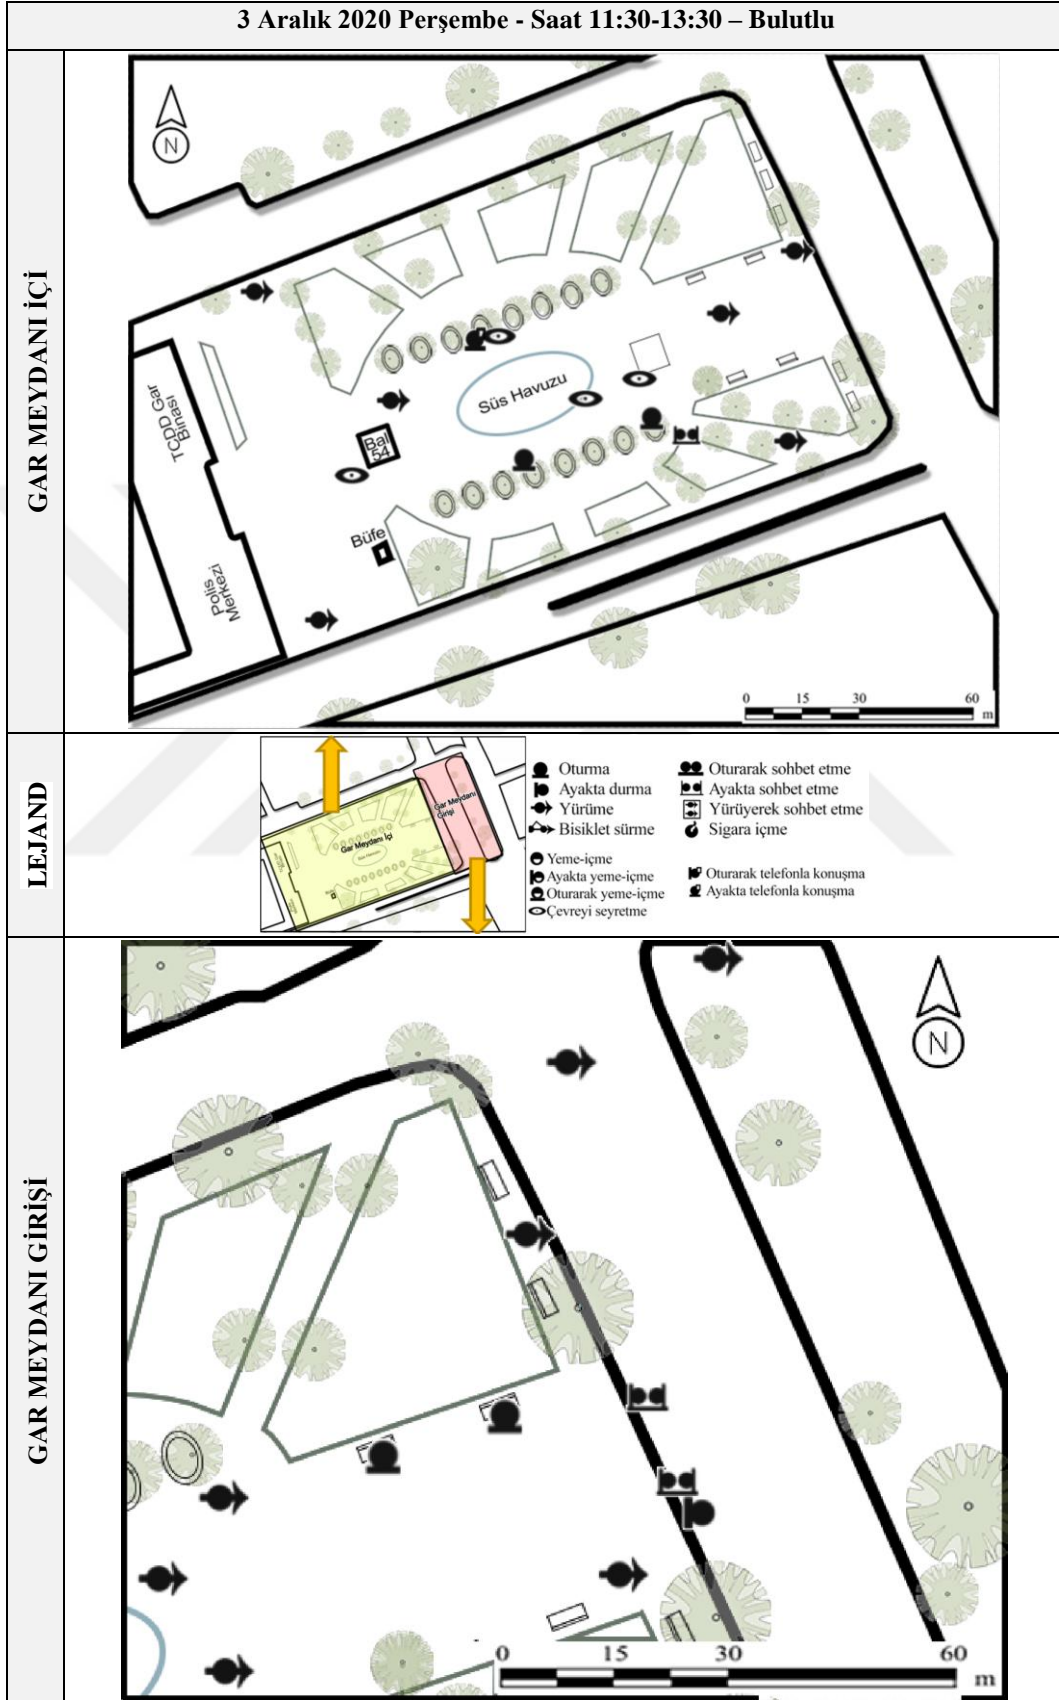 3 Aralık 2020 Perşembe - Saat 11:30-13:30 – Bulutlu
GAR MEYDANI İÇİ
N
TCDD Gar
Binası
Süs Havuzu
Bal
54
Büfe
Polis
Merkezi
0 15 30 60
m
LEJAND
Gar Meydanı
Girişi
Gar Meydanı İçi
Oturma
Ayakta durma
Yürüme
Bisiklet sürme
Oturarak sohbet etme
Ayakta sohbet etme
Yürüyerek sohbet etme
Sigara içme
Yeme-içme
Ayakta yeme-içme
Oturarak yeme-içme
Çevreyi seyretme
Oturarak telefonla konuşma
Ayakta telefonla konuşma
GAR MEYDANI GİRİŞİ
N
0 15 30 60
m